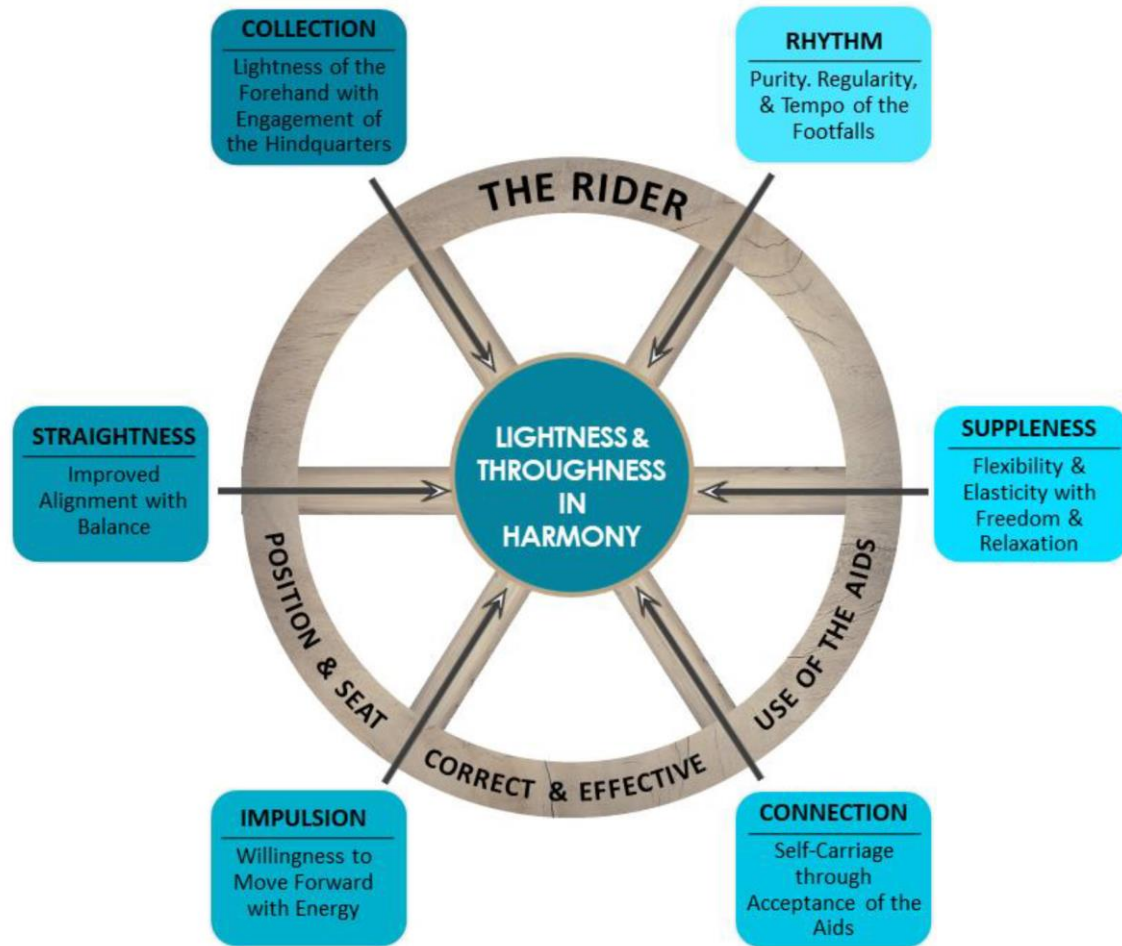 COLLECTION
Lightness of the
Forehand with
Engagement of
the Hindquarters
RHYTHM
Purity. Regularity,
& Tempo of the
Footfalls
THE RIDER
STRAIGHTNESS
Improved
Alignment with
Balance
LIGHTNESS &
THROUGHNESS
IN
HARMONY
SUPPLENESS
Flexibility &
Elasticity with
Freedom &
Relaxation
POSITION & SEAT
CORRECT & EFFECTIVE
USE OF THE AIDS
IMPULSION
Willingness to
Move Forward
with Energy
CONNECTION
Self-Carriage
through
Acceptance of the
Aids